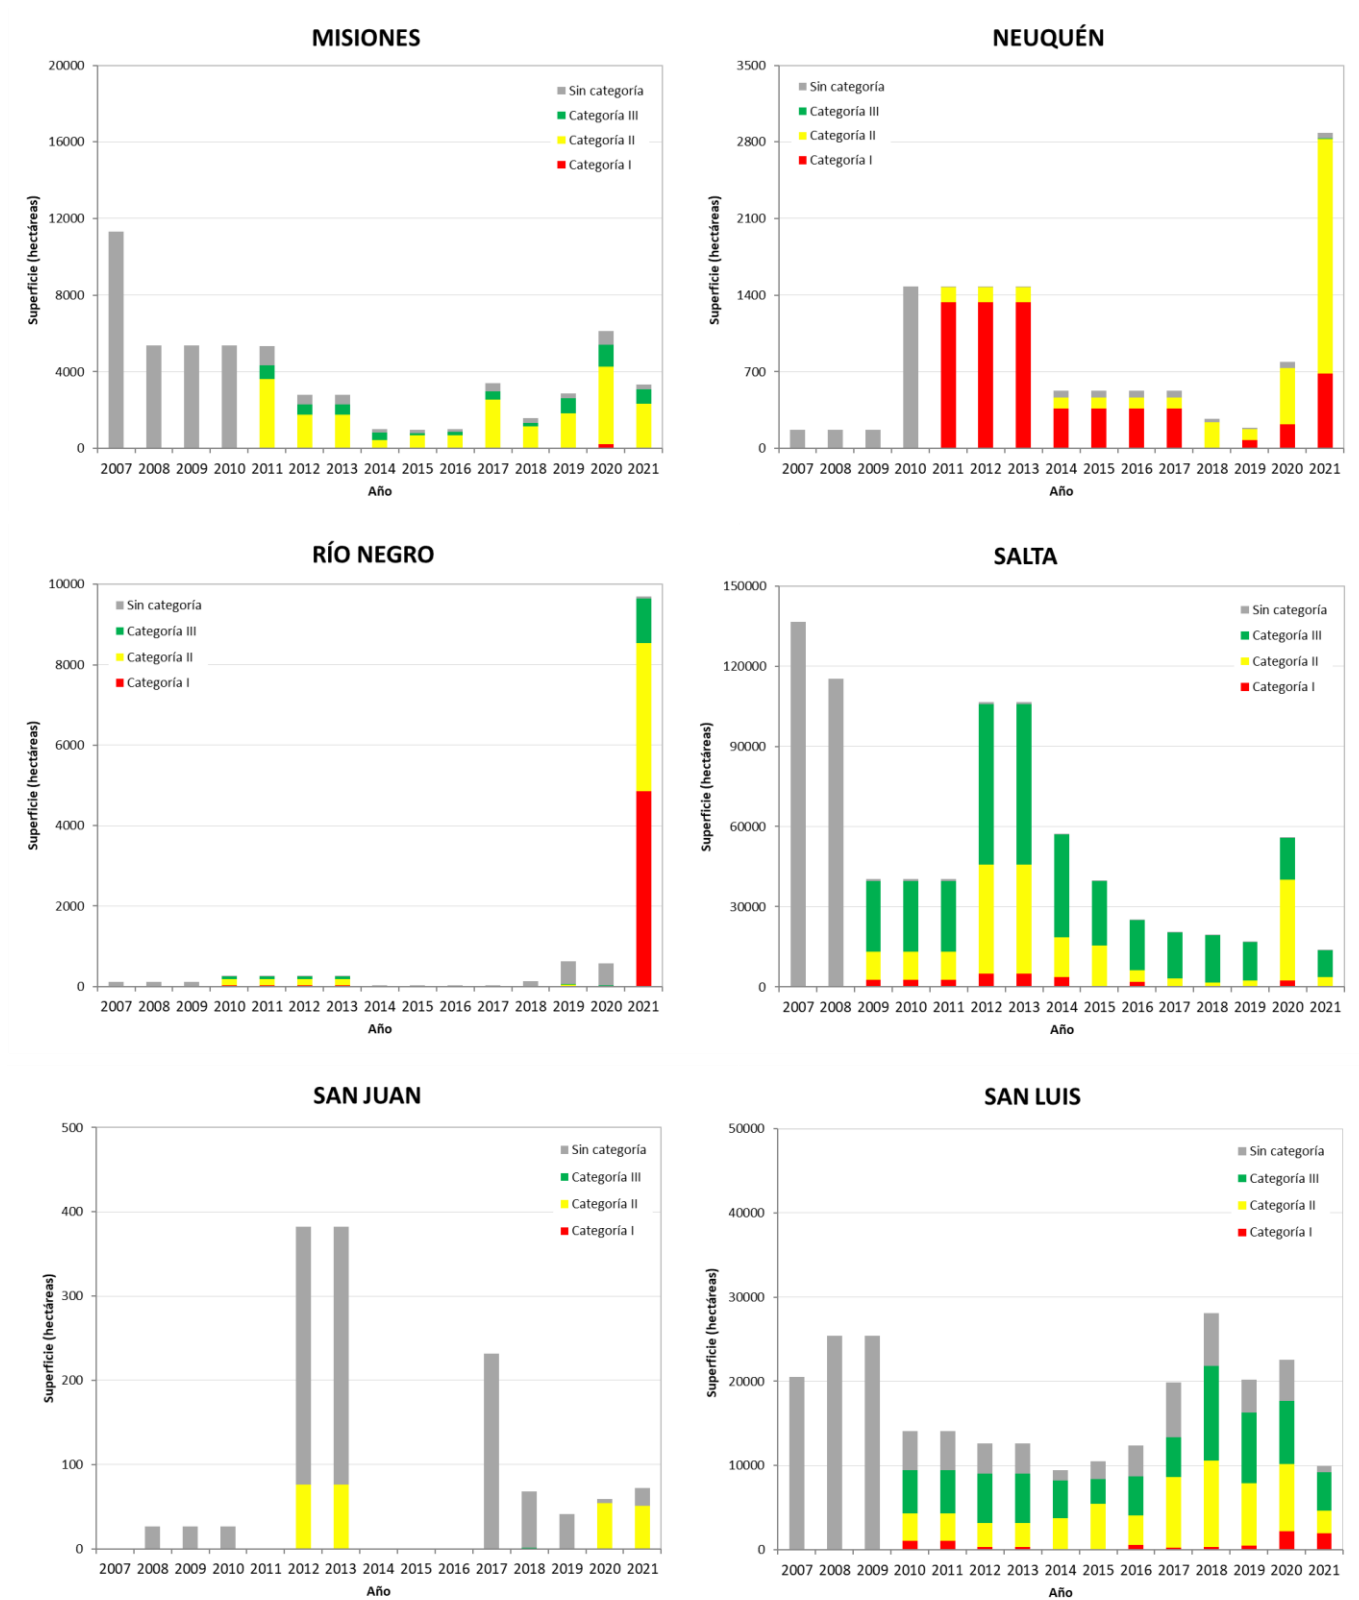 MISIONES
20000
16000
12000
8000
4000
0
Superficie (hectáreas)
Sin categoría
Categoría III
Categoría II
Categoría I
2007 2008 2009 2010 2011 2012 2013 2014 2015 2016 2017 2018 2019 2020 2021
Año
NEUQUÉN
3500
2800
2100
1400
700
0
Superficie (hectáreas)
Sin categoría
Categoría III
Categoría II
Categoría I
2007 2008 2009 2010 2011 2012 2013 2014 2015 2016 2017 2018 2019 2020 2021
Año
RÍO NEGRO
10000
8000
6000
4000
2000
0
Superficie (hectáreas)
Sin categoría
Categoría III
Categoría II
Categoría I
2007 2008 2009 2010 2011 2012 2013 2014 2015 2016 2017 2018 2019 2020 2021
Año
SALTA
150000
120000
90000
60000
30000
0
Superficie (hectáreas)
Sin categoría
Categoría III
Categoría II
Categoría I
2007 2008 2009 2010 2011 2012 2013 2014 2015 2016 2017 2018 2019 2020 2021
Año
SAN JUAN
500
400
300
200
100
0
Superficie (hectáreas)
Sin categoría
Categoría III
Categoría II
Categoría I
2007 2008 2009 2010 2011 2012 2013 2014 2015 2016 2017 2018 2019 2020 2021
Año
SAN LUIS
50000
40000
30000
20000
10000
0
Superficie (hectáreas)
Sin categoría
Categoría III
Categoría II
Categoría I
2007 2008 2009 2010 2011 2012 2013 2014 2015 2016 2017 2018 2019 2020 2021
Año